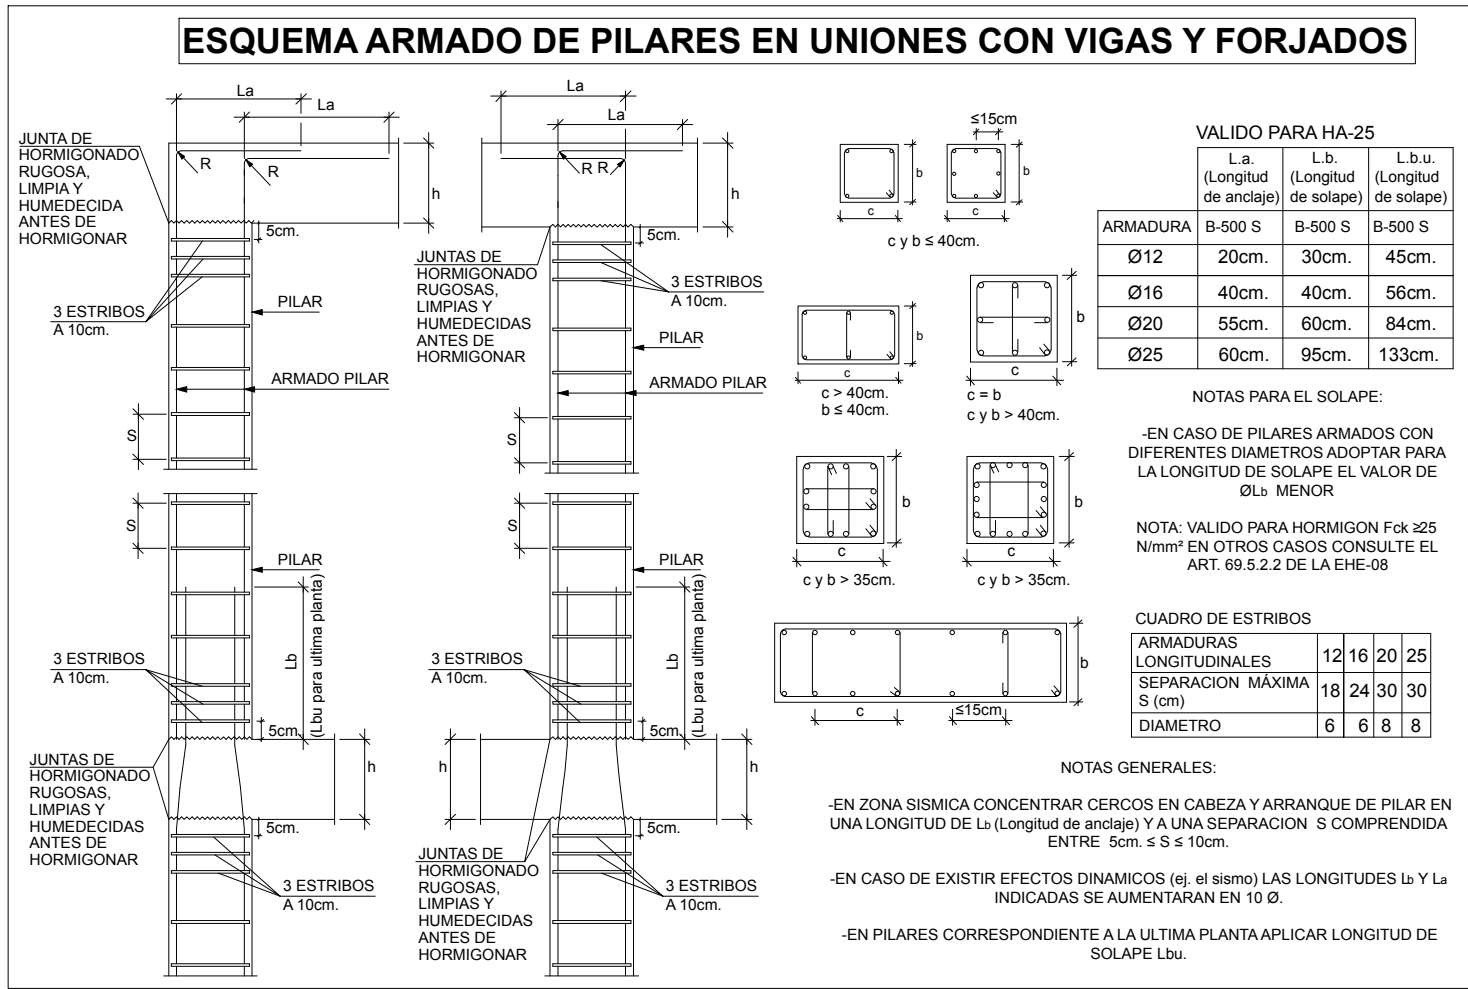 ESQUEMA ARMADO DE PILARES EN UNIONES CON VIGAS Y FORJADOS
La
La
JUNTA DE
HORMIGONADO
RUGOSA,
LIMPIA Y
HUMEDECIDA
ANTES DE
HORMIGONAR
R
R
h
5cm.
3 ESTRIBOS
A 10cm.
PILAR
ARMADO PILAR
S
La
La
R R
h
5cm.
JUNTAS DE
HORMIGONADO
RUGOSAS,
LIMPIAS Y
HUMEDECIDAS
ANTES DE
HORMIGONAR
3 ESTRIBOS
A 10cm.
PILAR
ARMADO PILAR
S
S
PILAR
Lb
(Lbu para ultima planta)
3 ESTRIBOS
A 10cm.
5cm.
JUNTAS DE
HORMIGONADO
RUGOSAS,
LIMPIAS Y
HUMEDECIDAS
ANTES DE
HORMIGONAR
h
5cm.
3 ESTRIBOS
A 10cm.
S
PILAR
Lb
(Lbu para ultima planta)
3 ESTRIBOS
A 10cm.
5cm.
h
h
5cm.
JUNTAS DE
HORMIGONADO
RUGOSAS,
LIMPIAS Y
HUMEDECIDAS
ANTES DE
HORMIGONAR
3 ESTRIBOS
A 10cm.
≤15cm
b
b
c
c
c y b ≤ 40cm.
b
b
c
c
c > 40cm.
b ≤ 40cm.
c = b
c y b > 40cm.
b
b
c
c
c y b > 35cm.
c y b > 35cm.
b
c
≤15cm
VALIDO PARA HA-25
L.a. (Longitud de anclaje) L.b. (Longitud de solape) L.b.u. (Longitud de solape)
ARMADURA B-500 S B-500 S B-500 S
Ø12 20cm. 30cm. 45cm.
Ø16 40cm. 40cm. 56cm.
Ø20 55cm. 60cm. 84cm.
Ø25 60cm. 95cm. 133cm.
NOTAS PARA EL SOLAPE:
-EN CASO DE PILARES ARMADOS CON
DIFERENTES DIAMETROS ADOPTAR PARA
LA LONGITUD DE SOLAPE EL VALOR DE
ØLb MENOR
NOTA: VALIDO PARA HORMIGON Fck ≥25
N/mm² EN OTROS CASOS CONSULTE EL
ART. 69.5.2.2 DE LA EHE-08
CUADRO DE ESTRIBOS
ARMADURAS
LONGITUDINALES 12 16 20 25
SEPARACION MÁXIMA
S (cm) 18 24 30 30
DIAMETRO 6 6 8 8
NOTAS GENERALES:
-EN ZONA SISMICA CONCENTRAR CERCOS EN CABEZA Y ARRANQUE DE PILAR EN
UNA LONGITUD DE Lb (Longitud de anclaje) Y A UNA SEPARACION S COMPRENDIDA
ENTRE 5cm. ≤ S ≤ 10cm.
-EN CASO DE EXISTIR EFECTOS DINAMICOS (ej. el sismo) LAS LONGITUDES Lb Y La
INDICADAS SE AUMENTARAN EN 10 Ø.
-EN PILARES CORRESPONDIENTE A LA ULTIMA PLANTA APLICAR LONGITUD DE
SOLAPE Lbu.